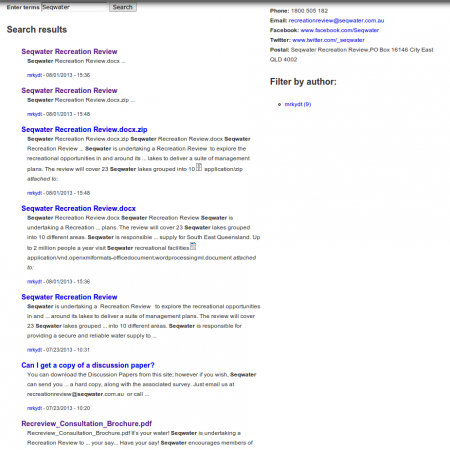 Enter terms Seqwater Search
Search results
Seqwater Recreation Review
Seqwater Recreation Review.docx ...
mrkydt - 08/01/2013 - 15:36
Seqwater Recreation Review
Seqwater Recreation Review.docx.zip ...
mrkydt - 08/01/2013 - 15:48
Seqwater Recreation Review.docx.zip
Seqwater Recreation Review.docx.zip Seqwater Recreation Review.docx Seqwater
Recreation Review ... Seqwater is undertaking a Recreation Review to explore the
recreational opportunities in and around its ... lakes to deliver a suite of management
plans. The review will cover 23 Seqwater lakes grouped into 10 application/zip
attached to:
mrkydt - 08/01/2013 - 15:48
Seqwater Recreation Review.docx
Seqwater Recreation Review.docx Seqwater Recreation Review Seqwater is
undertaking a Recreation ... plans. The review will cover 23 Seqwater lakes grouped
into 10 different areas. Seqwater is responsible ... supply for South East Queensland. Up
to 2 million people a year visit Seqwater recreational facilities
application/vnd.openxmlformats-officedocument.wordprocessingml.document attached
to:
mrkydt - 08/01/2013 - 15:36
Seqwater Recreation Review
Seqwater is undertaking a Recreation Review to explore the recreational opportunities
in and ... around its lakes to deliver a suite of management plans. The review will cover
23 Seqwater lakes grouped ... into 10 different areas. Seqwater is responsible for
providing a secure and reliable water supply to ...
mrkydt - 07/23/2013 - 10:31
Can I get a copy of a discussion paper?
You can download the Discussion Papers from this site; however if you wish, Seqwater
can send you ... a hard copy, along with the associated survey. Just email us at
recreationreview@seqwater.com.au or call ...
mrkydt - 07/23/2013 - 10:20
Recreview_Consultation_Brochure.pdf
Recreview_Consultation_Brochure.pdf It's your water! Seqwater is undertaking a
Recreation Review to ... your say... Have your say! Seqwater encourages members of
Phone: 1800 505 182
Email: recreationreview@seqwater.com.au
Facebook: www.facebook.com/Seqwater
Twitter: www.twitter.com/_seqwater
Postal: Seqwater Recreation Review,PO Box 16146 City East
QLD 4002
Filter by author:
mrkydt (9)